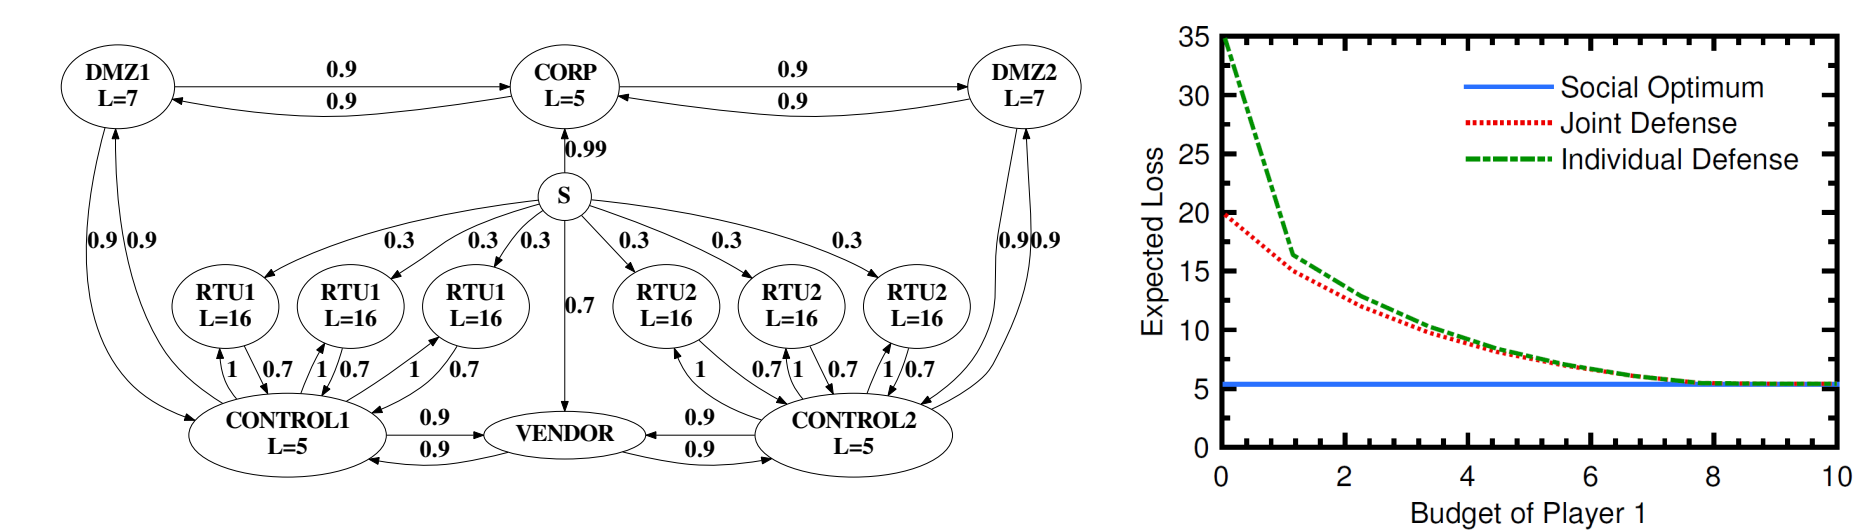 DMZ1
L=7
0.9
0.9
CORP
L=5
0.9
0.9
DMZ2
L=7
0.99
S
0.9
0.9
0.3
0.3
0.3
0.3
0.3
0.3
0.9
0.9
RTU1
L=16
RTU1
L=16
RTU1
L=16
0.7
RTU2
L=16
RTU2
L=16
RTU2
L=16
1
0.7
1
0.7
1
0.7
1
0.7
1
0.7
1
0.7
CONTROL1
L=5
0.9
0.9
VENDOR
0.9
0.9
CONTROL2
L=5
Expected Loss
35
30
25
20
15
10
5
0
Social Optimum
Joint Defense
Individual Defense
0 2 4 6 8 10
Budget of Player 1